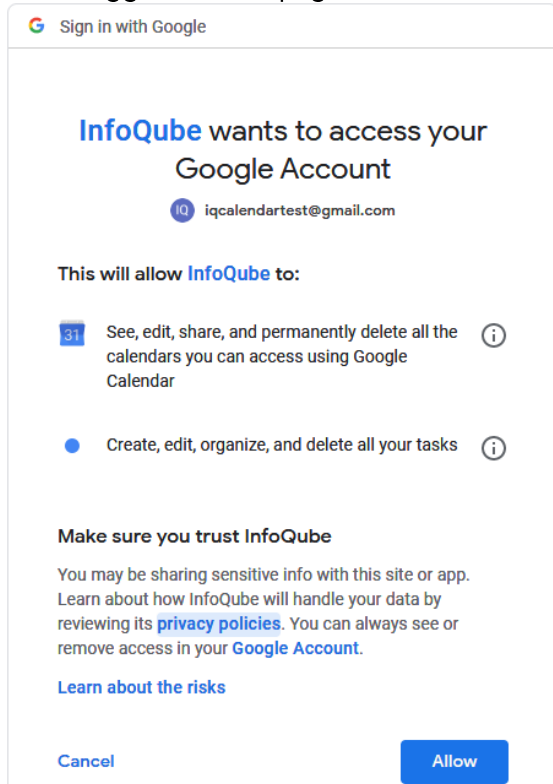 Sign in with Google
InfoQube wants to access your
Google Account
IQ iqcalendartest@gmail.com
This will allow InfoQube to:
31 See, edit, share, and permanently delete all the
calendars you can access using Google
Calendar
Create, edit, organize, and delete all your tasks
Make sure you trust InfoQube
You may be sharing sensitive info with this site or app.
Learn about how InfoQube will handle your data by
reviewing its privacy policies. You can always see or
remove access in your Google Account.
Learn about the risks
Cancel Allow